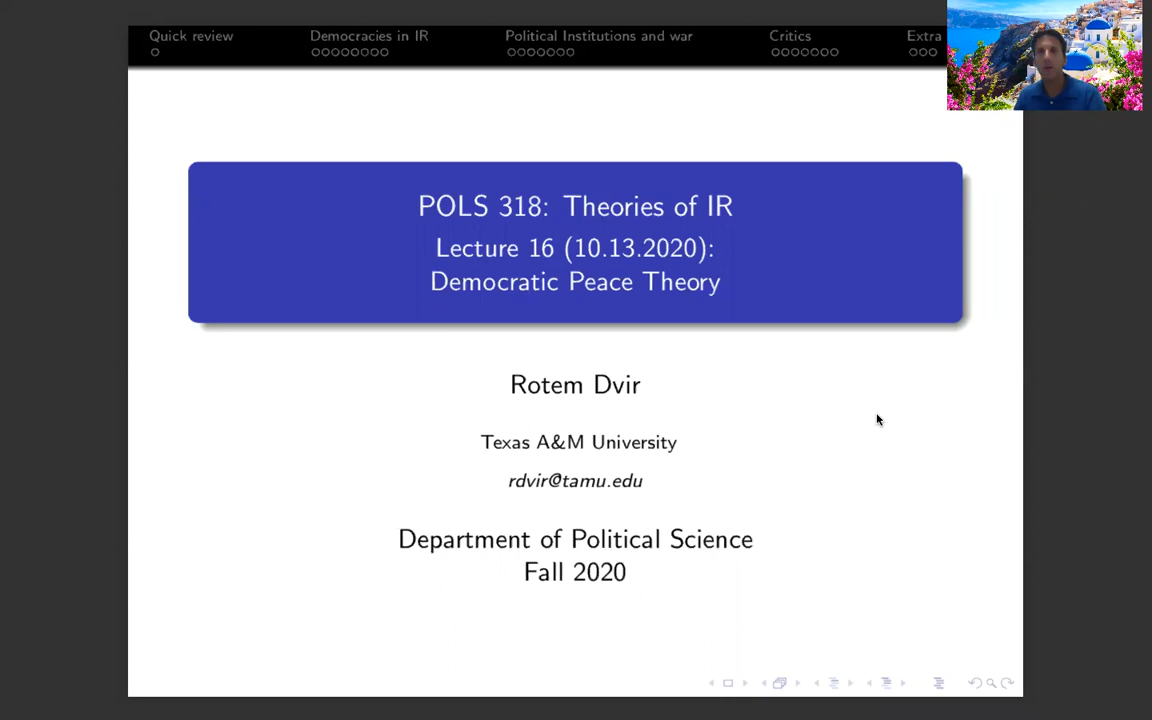 Quick review
Democracies in IR
Political Institutions and war
Critics
Extra
POLS 318: Theories of IR
Lecture 16 (10.13.2020):
Democratic Peace Theory
Rotem Dvir
Texas A&M University
rdvir@tamu.edu
Department of Political Science
Fall 2020